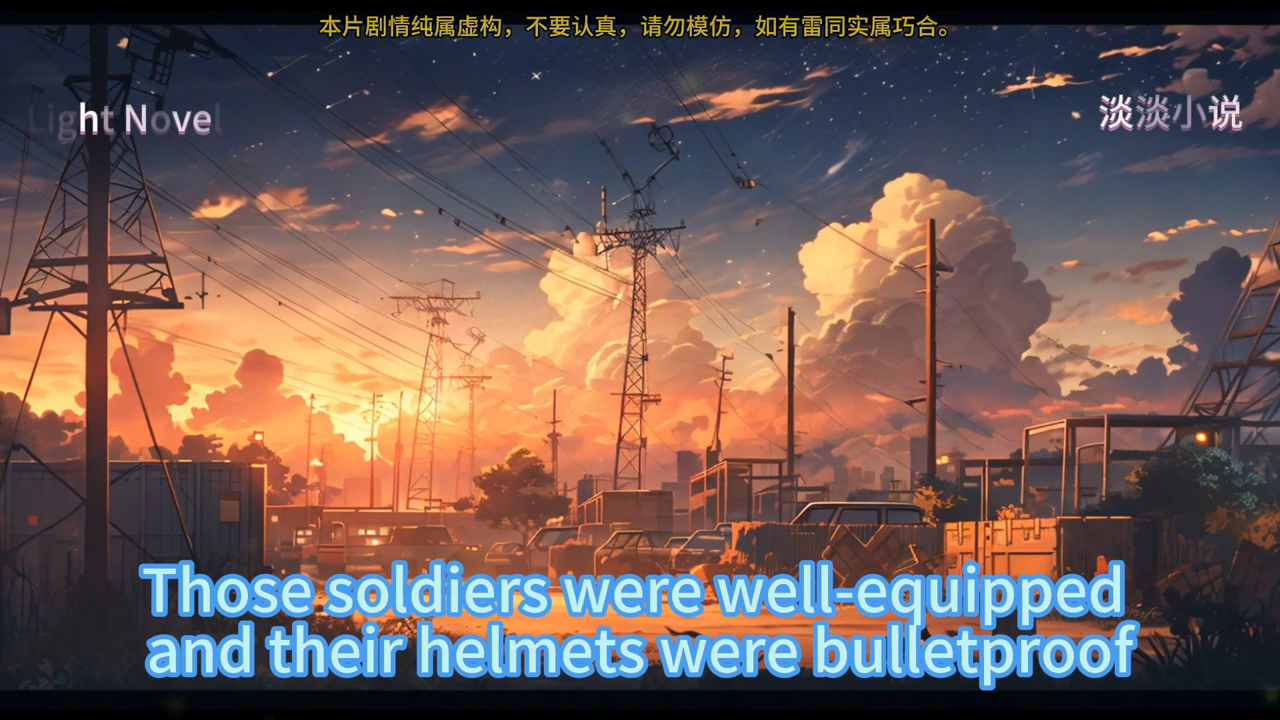 本片剧情纯属虚构，不要认真，请勿模仿，如有雷同实属巧合。
Light Novel
淡淡小说
Those soldiers were well-equipped
and their helmets were bulletproof